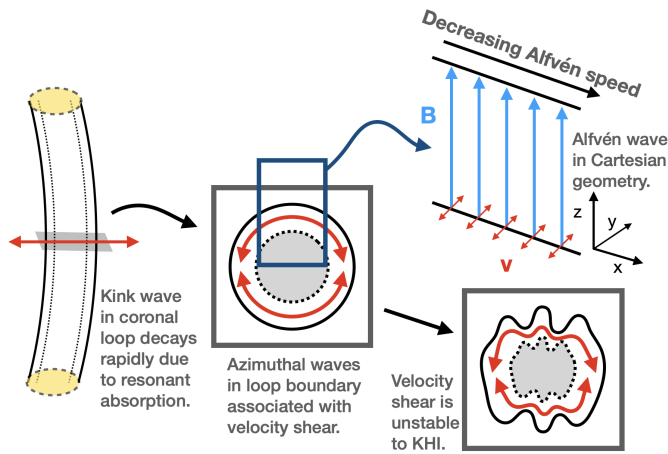 Decreasing Alfvén speed
B
Alfvén wave
in Cartesian
geometry.
z
y
x
v
Kink wave
in coronal
loop decays
rapidly due
to resonant
absorption.
Azimuthal waves
in loop boundary
associated with
velocity shear.
Velocity
shear is
unstable
to KHI.